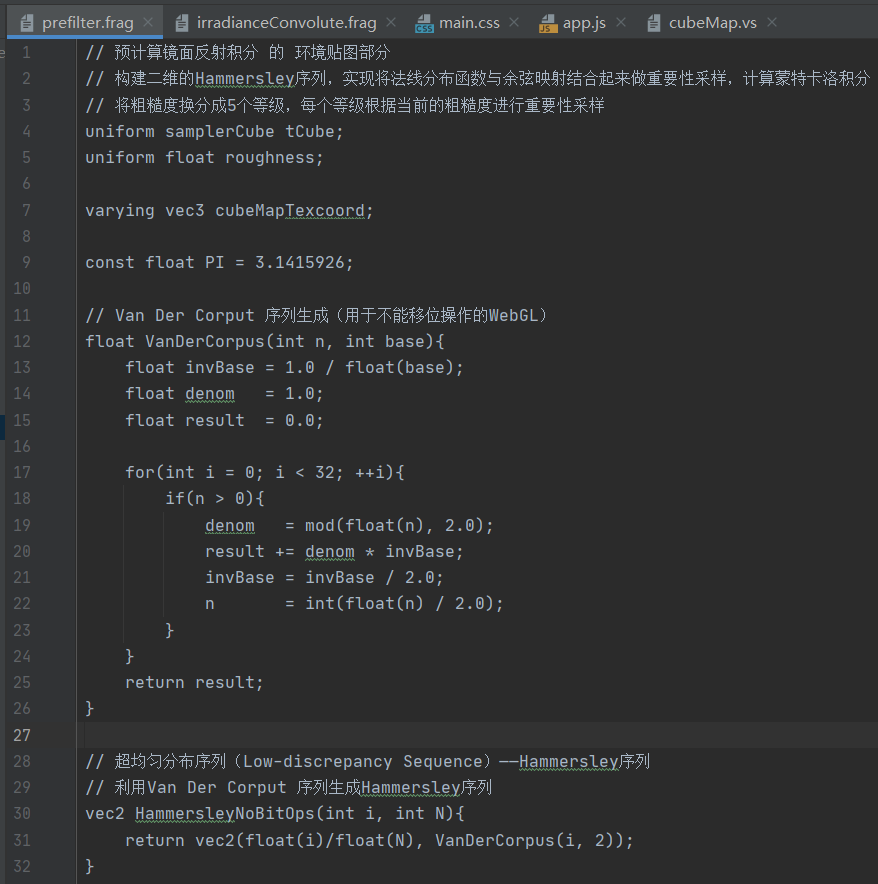 prefilter.frag × irradianceConvolute.frag × main.css × app.js × cubeMap.vs ×
1 // 预计算镜面反射积分 的 环境贴图部分
2 // 构建二维的Hammersley序列，实现将法线分布函数与余弦映射结合起来做重要性采样，计算蒙特卡洛积分
3 // 将粗糙度换分成5个等级，每个等级根据当前的粗糙度进行重要性采样
4 uniform samplerCube tCube;
5 uniform float roughness;
6
7 varying vec3 cubeMapTexcoord;
8
9 const float PI = 3.1415926;
10
11 // Van Der Corput 序列生成（用于不能移位操作的WebGL）
12 float VanDerCorpus(int n, int base){
13 float invBase = 1.0 / float(base);
14 float denom = 1.0;
15 float result = 0.0;
16
17 for(int i = 0; i < 32; ++i){
18 if(n > 0){
19 denom = mod(float(n), 2.0);
20 result += denom * invBase;
21 invBase = invBase / 2.0;
22 n = int(float(n) / 2.0);
23 }
24 }
25 return result;
26 }
27
28 // 超均匀分布序列（Low-discrepancy Sequence）——Hammersley序列
29 // 利用Van Der Corput 序列生成Hammersley序列
30 vec2 HammersleyNoBitOps(int i, int N){
31 return vec2(float(i)/float(N), VanDerCorpus(i, 2));
32 }